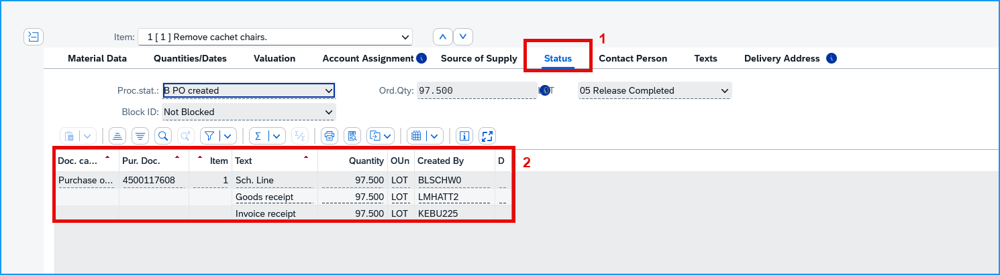 Item: 1 [ 1 ] Remove cachet chairs.
1
Material Data Quantities/Dates Valuation Account Assignment Source of Supply Status Contact Person Texts Delivery Address
Proc.stat.: B PO created Ord.Qty: 97.500 05 Release Completed
Block ID: Not Blocked
2
Doc. ca... Pur. Doc. Item Text Quantity OUn Created By D
Purchase o... 4500117608 1 Sch. Line 97.500 LOT BLSCHW0
Goods receipt 97.500 LOT LMHATT2
Invoice receipt 97.500 LOT KEBU225